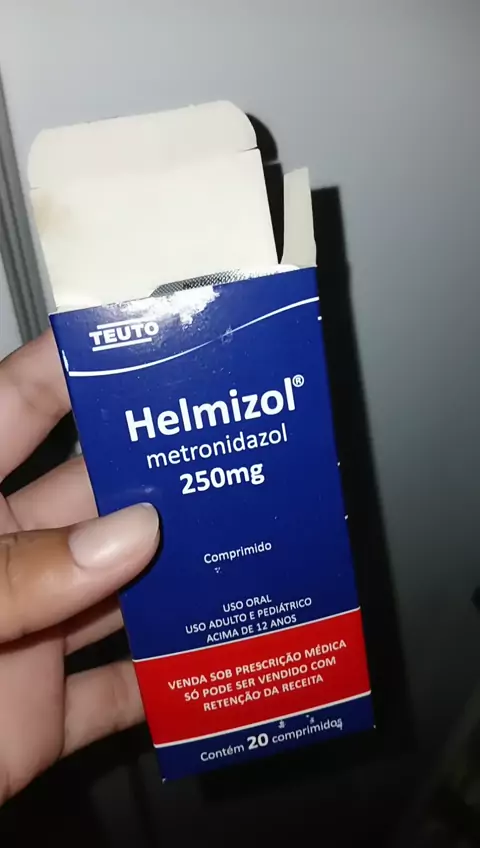 TEUTO
Helmizol®
metronidazol
250mg
Comprimido
USO ORAL
USO ADULTO E PEDIÁTRICO
ACIMA DE 12 ANOS
VENDA SOB PRESCRIÇÃO MÉDICA
SÓ PODE SER VENDIDO COM
RETENÇÃO DA RECEITA
Contém 20 comprimidos